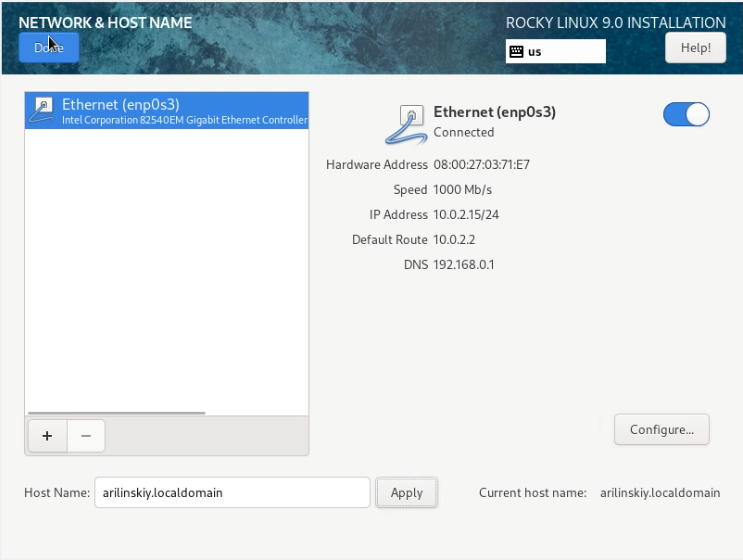 NETWORK & HOST NAME
ROCKY LINUX 9.0 INSTALLATION
Done
us
Help!
Ethernet (enp0s3)
Intel Corporation 82540EM Gigabit Ethernet Controller
Ethernet (enp0s3)
Connected
Hardware Address 08:00:27:03:71:E7
Speed 1000 Mb/s
IP Address 10.0.2.15/24
Default Route 10.0.2.2
DNS 192.168.0.1
+ −
Configure...
Host Name: arilinskiy.localdomain Apply Current host name: arilinskiy.localdomain